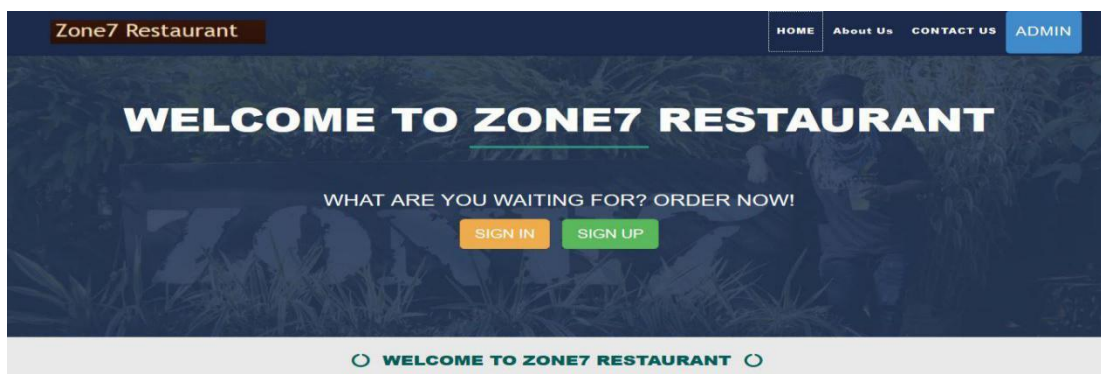 Zone7 Restaurant
HOME About Us CONTACT US ADMIN
WELCOME TO ZONE7 RESTAURANT
WHAT ARE YOU WAITING FOR? ORDER NOW!
SIGN IN SIGN UP
ZONE7
WELCOME TO ZONE7 RESTAURANT